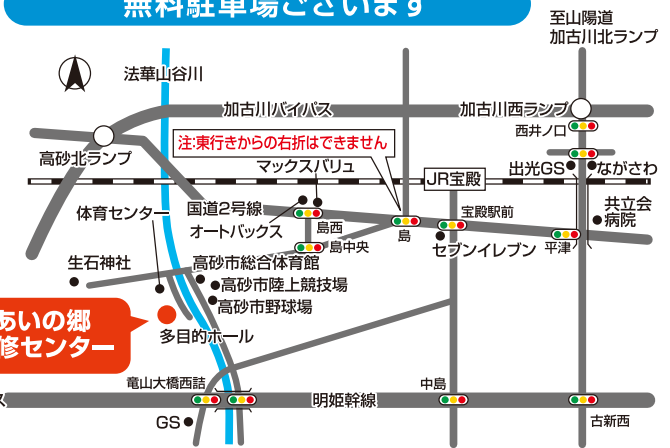 無料駐車場ございます
至山陽道
加古川北ランプ
法華山谷川
加古川バイパス
加古川西ランプ
西井ノ口
高砂北ランプ
注:東行きからの右折はできません
マックスバリュ
JR宝殿
出光GS
ながさわ
体育センター
国道2号線
オートバックス
島西
島中央
島
宝殿駅前
セブンイレブン
平津
共立会
病院
生石神社
高砂市総合体育館
高砂市陸上競技場
高砂市野球場
あいの郷
修センター
多目的ホール
竜山大橋西詰
明姫幹線
中島
古新西
GS
ス